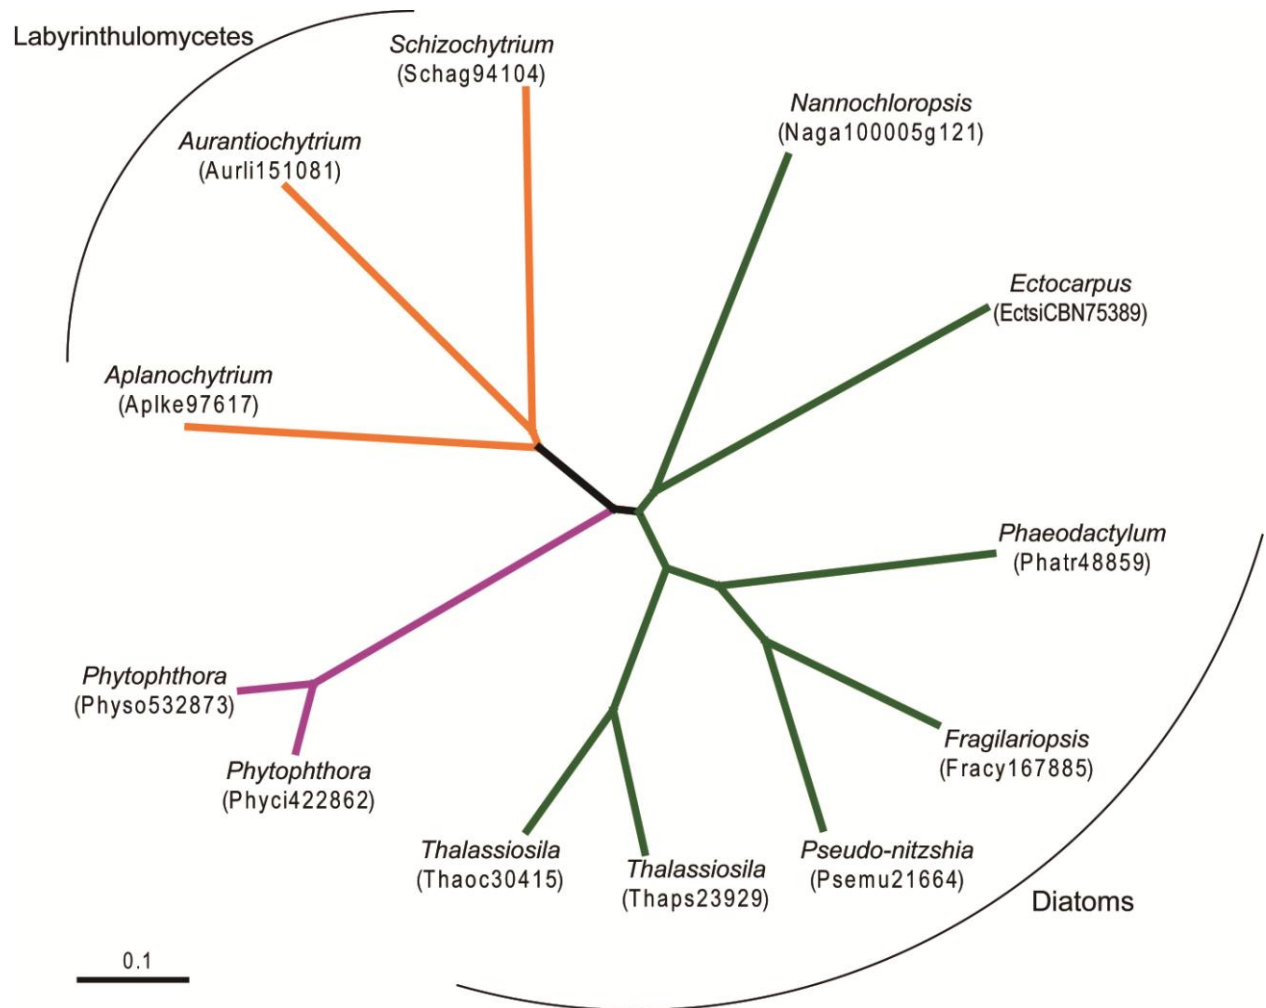 Labyrinthulomycetes
Schizochytrium
(Schag94104)
Nannochloropsis
(Naga100005g121)
Aurantiochytrium
(Aurli151081)
Ectocarpus
(EctsiCBN75389)
Aplanochytrium
(Aplke97617)
Phaeodactylum
(Phatr48859)
Phytophthora
(Physo532873)
Phytophthora
(Phyci422862)
Fragilariopsis
(Fracy167885)
Thalassiosila
(Thaoc30415)
Thalassiosila
(Thaps23929)
Pseudo-nitzshia
(Psemu21664)
Diatoms
0.1